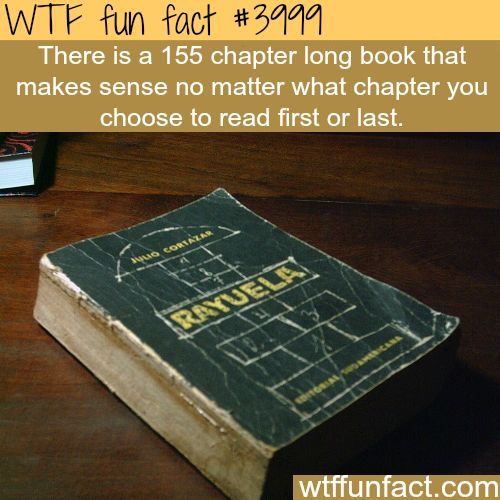 WTF fun fact #3999
There is a 155 chapter long book that
makes sense no matter what chapter you
choose to read first or last.
JULIO CORTAZAR
RAYUELA
EDITORIAL SUDAMERICANA
wtffunfact.com